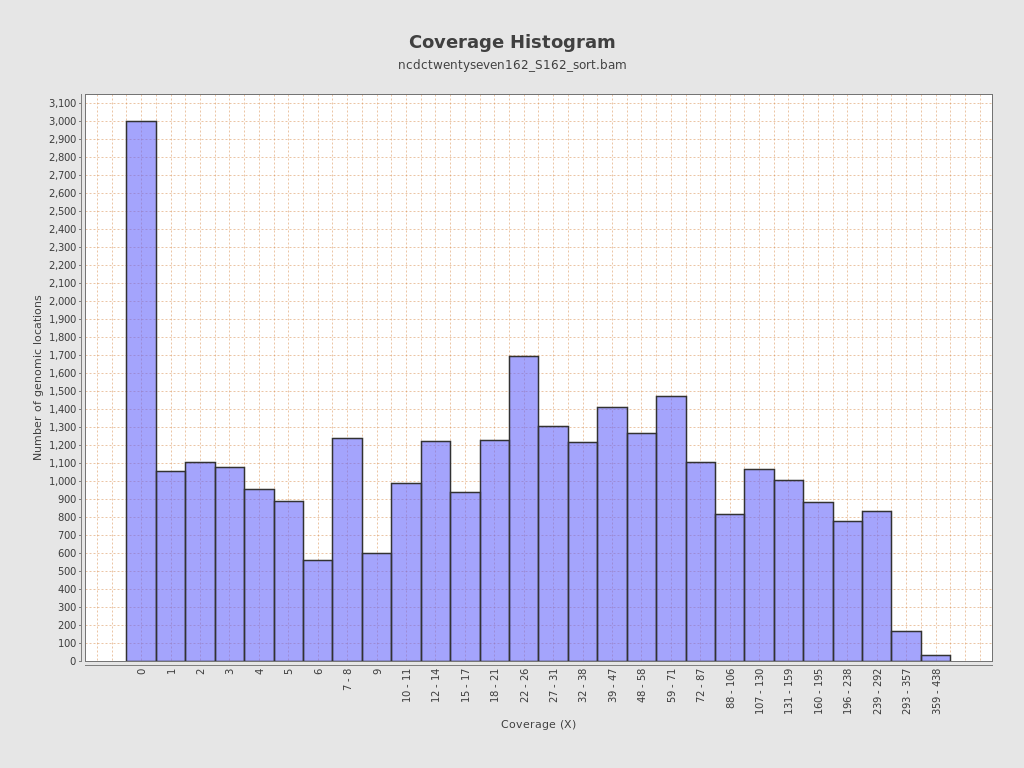 Coverage Histogram
ncdctwentyseven162_S162_sort.bam
Number of genomic locations
3,100
3,000
2,900
2,800
2,700
2,600
2,500
2,400
2,300
2,200
2,100
2,000
1,900
1,800
1,700
1,600
1,500
1,400
1,300
1,200
1,100
1,000
900
800
700
600
500
400
300
200
100
0
0
1
2
3
4
5
6
7 - 8
9
10 - 11
12 - 14
15 - 17
18 - 21
22 - 26
27 - 31
32 - 38
39 - 47
48 - 58
59 - 71
72 - 87
88 - 106
107 - 130
131 - 159
160 - 195
196 - 238
239 - 292
293 - 357
359 - 438
Coverage (X)